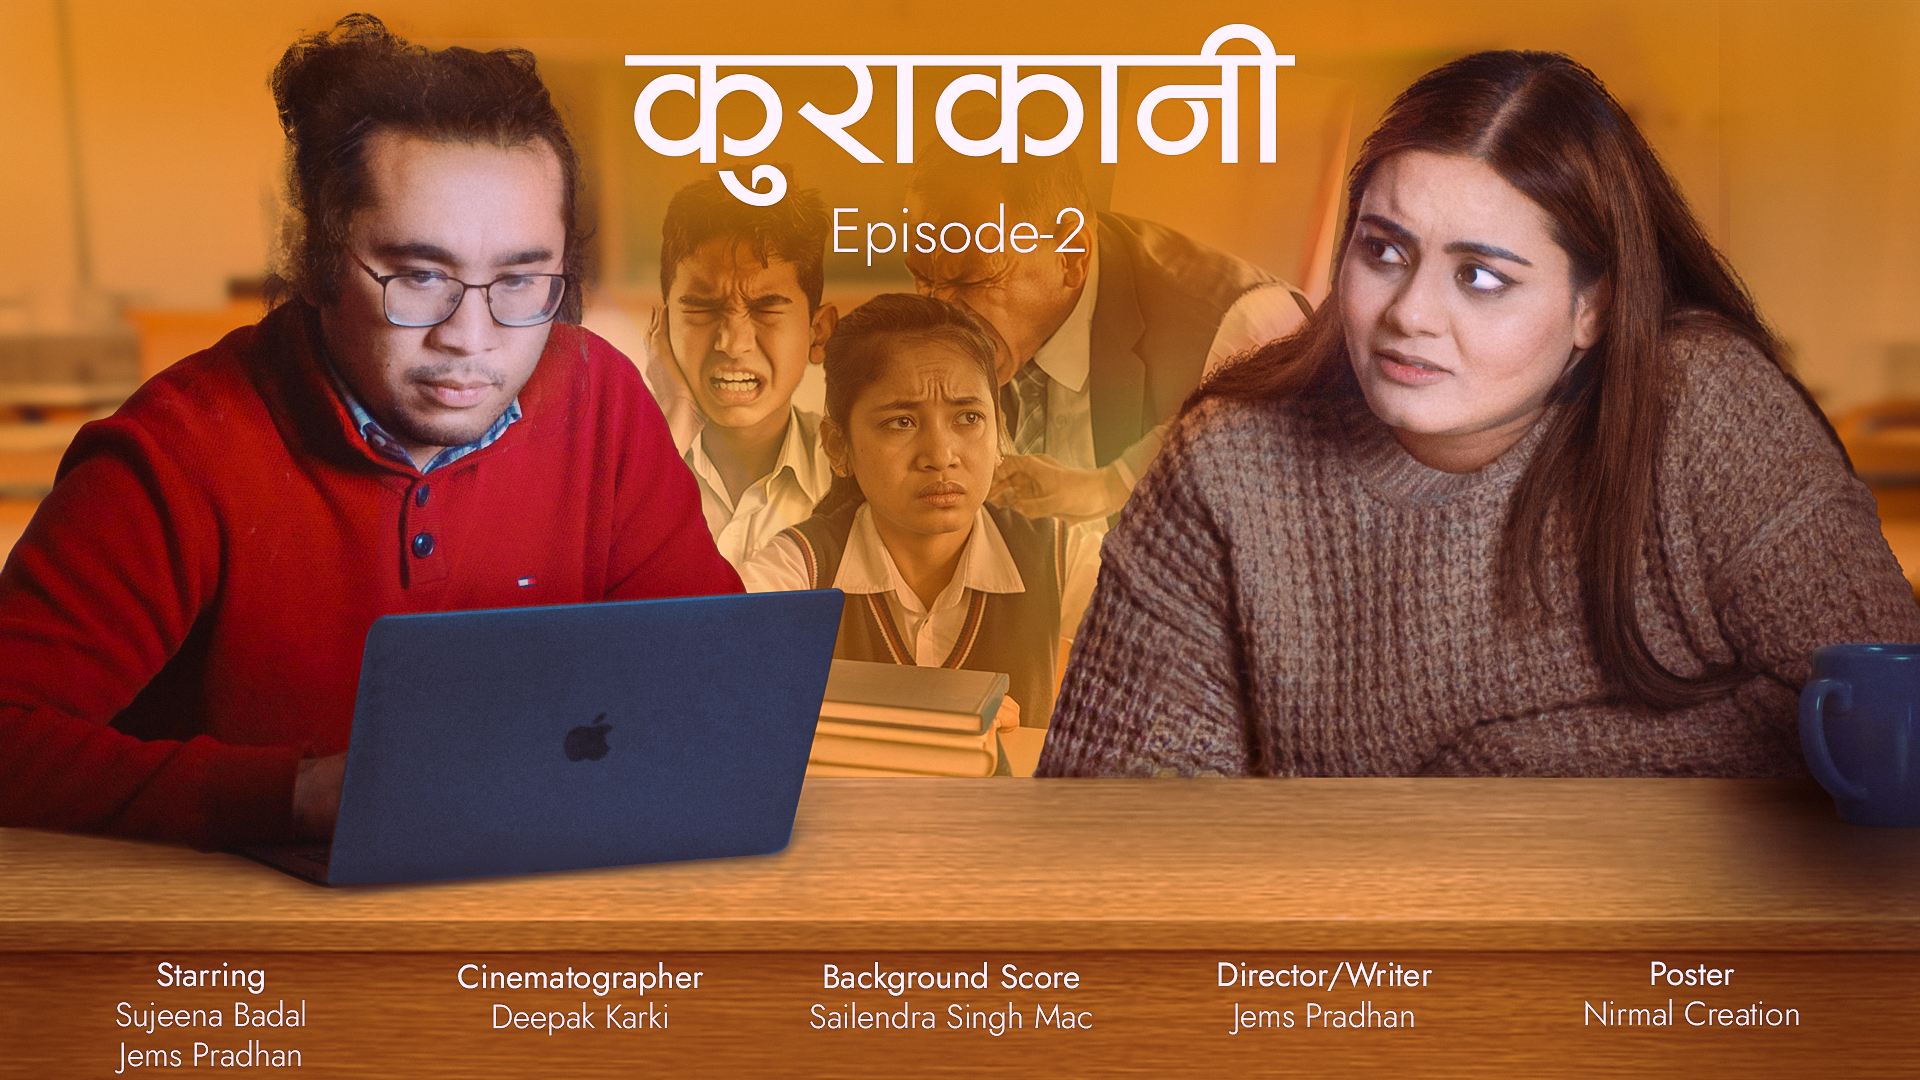 कुराकानी
Episode-2
Starring
Sujeena Badal
Jems Pradhan
Cinematographer
Deepak Karki
Background Score
Sailendra Singh Mac
Director/Writer
Jems Pradhan
Poster
Nirmal Creation